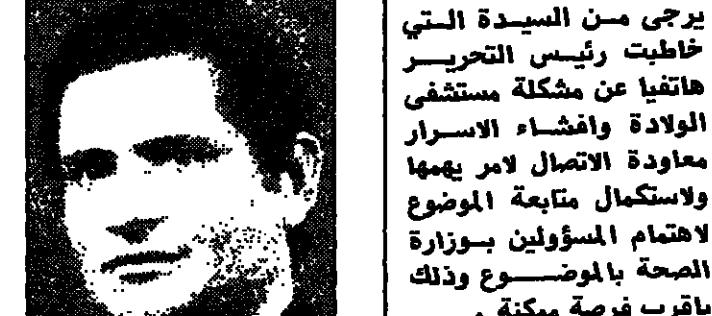 يرجى من السيدة التي
خاطبت رئيس التحرير
هاتفيا عن مشكلة مستشفى
الولادة وافشاء الاسرار
معاودة الاتصال لامر يهمها
ولاستكمال متابعة الموضوع
لاهتمام المسؤولين بوزارة
الصحة بالموضوع وذلك
باقرب فرصة ممكنة .